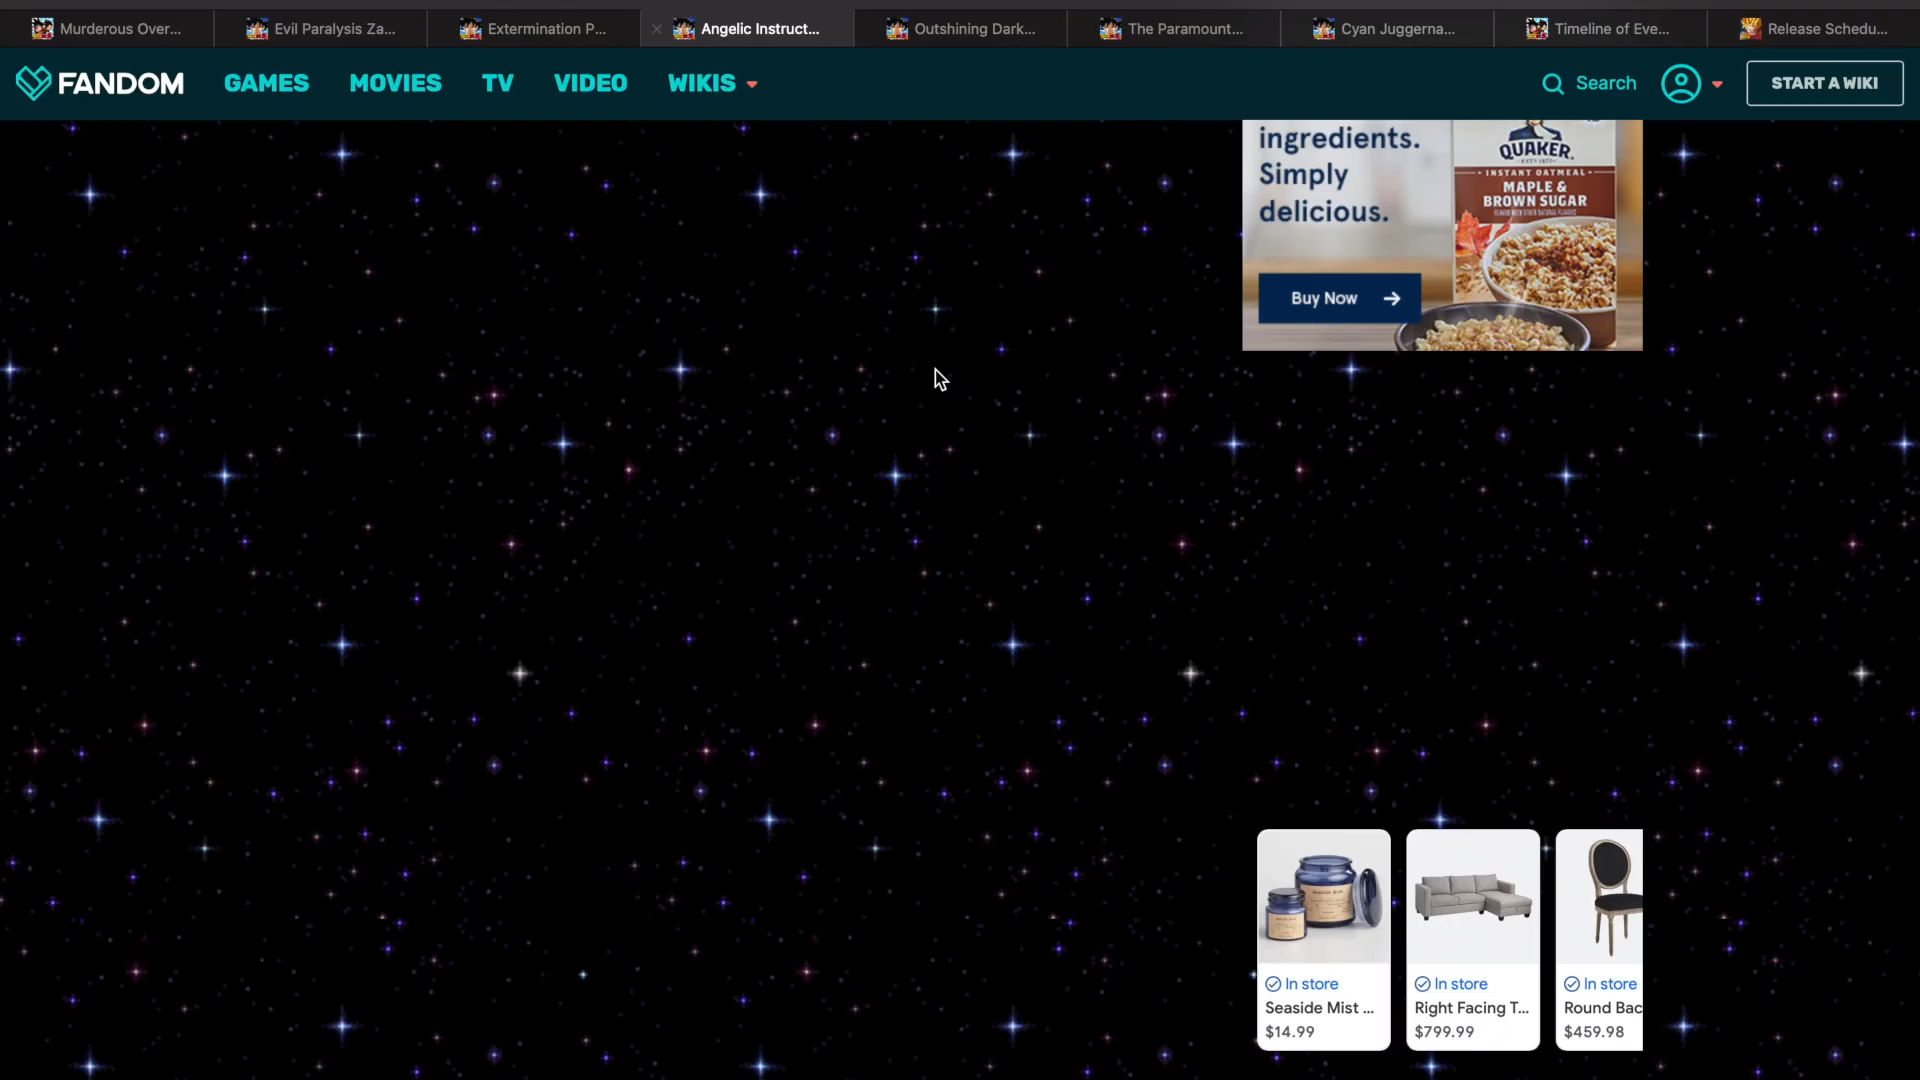 Murderous Over...
Evil Paralysis Za...
Extermination P...
Angelic Instruct...
Outshining Dark...
The Paramount...
Cyan Juggerna...
Timeline of Eve...
Release Schedu...
FANDOM
GAMES
MOVIES
TV
VIDEO
WIKIS
Search
START A WIKI
ingredients.
Simply
delicious.
Buy Now
QUAKER
INSTANT OATMEAL
MAPLE &
BROWN SUGAR
In store
Seaside Mist ...
$14.99
In store
Right Facing T...
$799.99
In store
Round Bac
$459.98